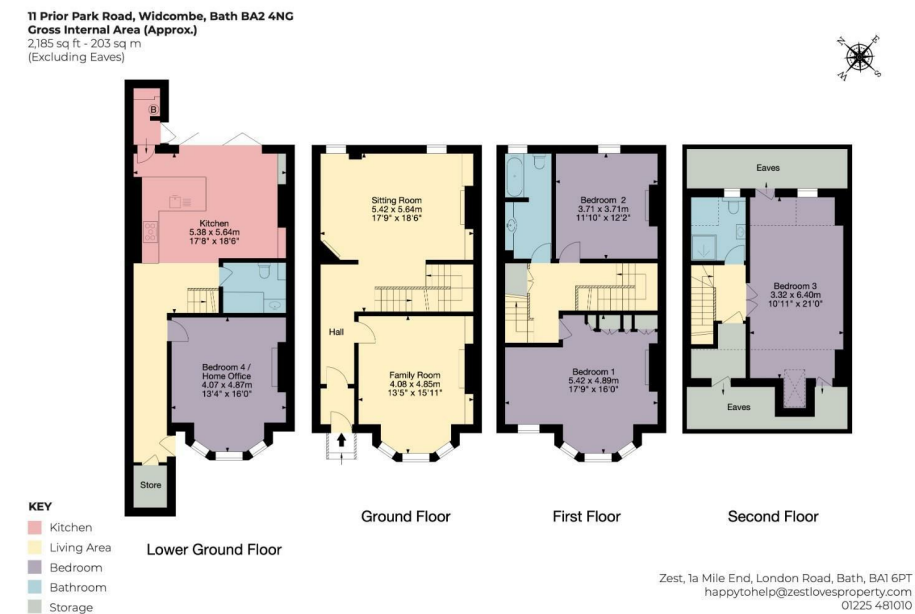 11 Prior Park Road, Widcombe, Bath BA2 4NG
Gross Internal Area (Approx.)
2,185 sq ft - 203 sq m
(Excluding Eaves)
N
E
S
W
B
Kitchen
5.38 x 5.64m
17'8" x 18'6"
Bedroom 4 /
Home Office
4.07 x 4.87m
13'4" x 16'0"
Store
Lower Ground Floor
Sitting Room
5.42 x 5.64m
17'9" x 18'6"
Hall
Family Room
4.08 x 4.85m
13'5" x 15'11"
Ground Floor
Bedroom 2
3.71 x 3.71m
11'10" x 12'2"
Bedroom 1
5.42 x 4.89m
17'9" x 16'0"
First Floor
Eaves
Bedroom 3
3.32 x 6.40m
10'11" x 21'0"
Eaves
Second Floor
KEY
Kitchen
Living Area
Bedroom
Bathroom
Storage
Zest, 1a Mile End, London Road, Bath, BA1 6PT
happytohelp@zestlovesproperty.com
01225 481010